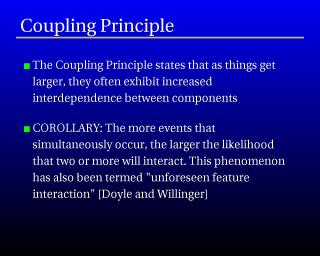 Coupling Principle
The Coupling Principle states that as things get
larger, they often exhibit increased
interdependence between components
COROLLARY: The more events that
simultaneously occur, the larger the likelihood
that two or more will interact. This phenomenon
has also been termed "unforeseen feature
interaction" [Doyle and Willinger]